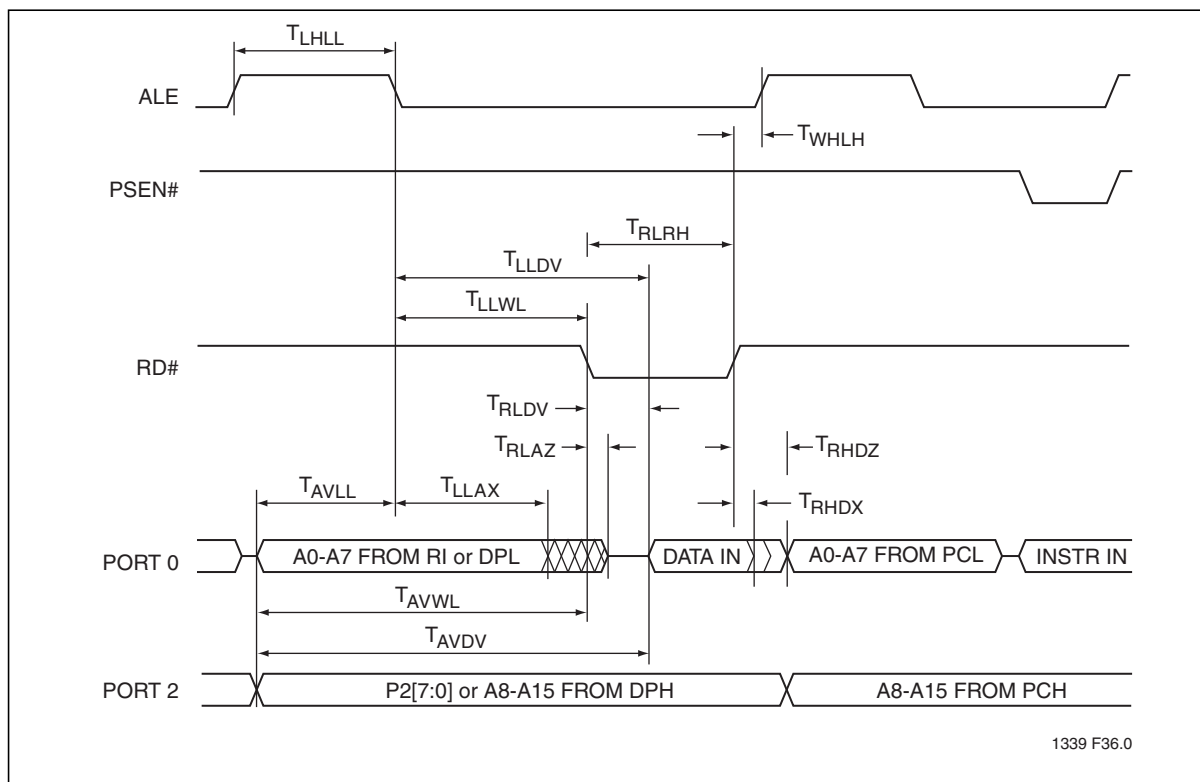 TLHLL
ALE
TWHLH
PSEN#
TRLRH
TLLDV
TLLWL
RD#
TRLDV
TRLAZ
TRHDZ
TAVLL
TLLAX
TRHDX
PORT 0
A0-A7 FROM RI or DPL
DATA IN
A0-A7 FROM PCL
INSTR IN
TAVWL
TAVDV
PORT 2
P2[7:0] or A8-A15 FROM DPH
A8-A15 FROM PCH
1339 F36.0